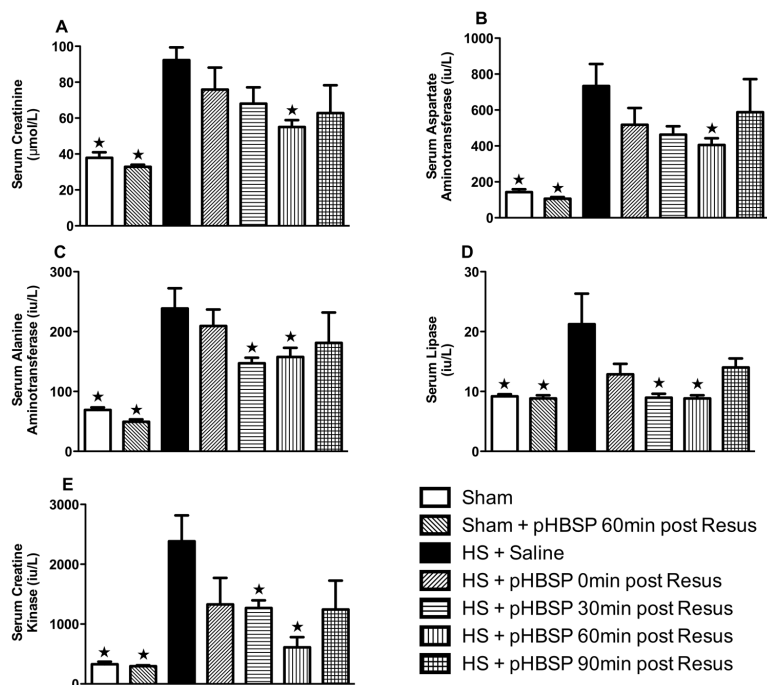 A
Serum Creatinine
(μmol/L)
100
80
60
40
20
0
★ ★ ★
B
Serum Aspartate
Aminotransferase (iu/L)
1000
800
600
400
200
0
★ ★ ★
C
Serum Alanine
Aminotransferase (iu/L)
300
200
100
0
★ ★ ★ ★
D
Serum Lipase
(iu/L)
30
20
10
0
★ ★ ★ ★
E
Serum Creatine
Kinase (iu/L)
3000
2000
1000
0
★ ★ ★ ★
Sham
Sham + pHBSP 60min post Resus
HS + Saline
HS + pHBSP 0min post Resus
HS + pHBSP 30min post Resus
HS + pHBSP 60min post Resus
HS + pHBSP 90min post Resus